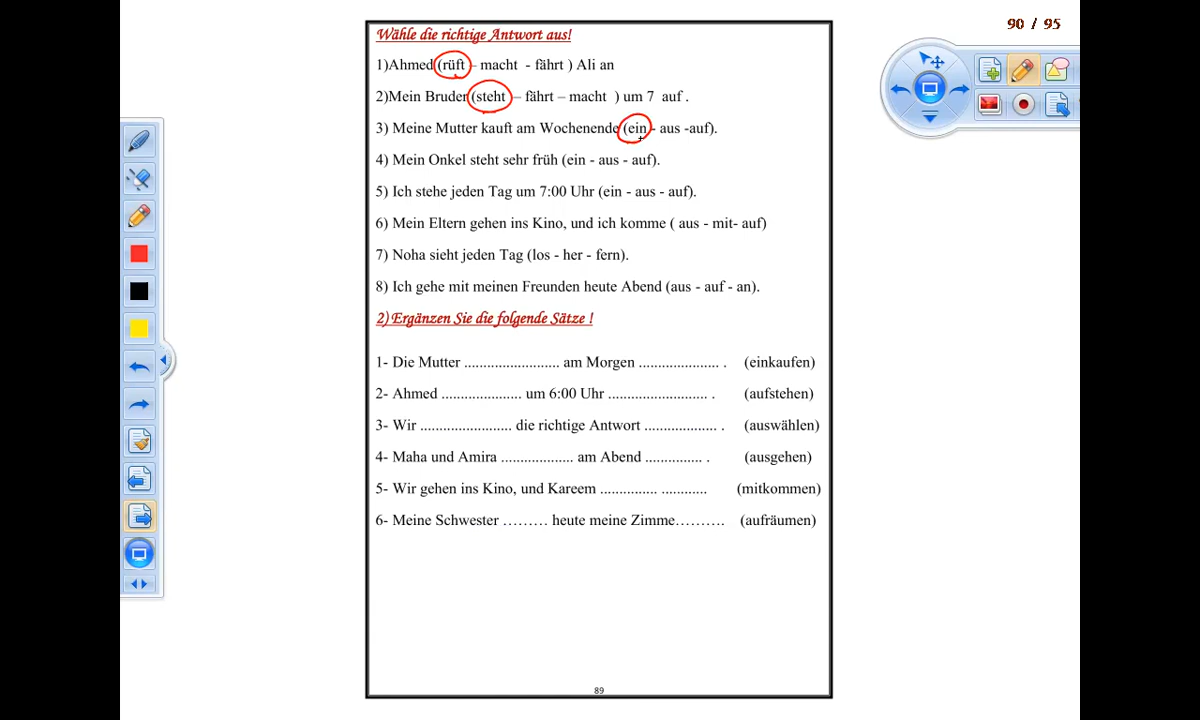 90 / 95
Wähle die richtige Antwort aus!
1)Ahmed (rüft - macht - fährt ) Ali an
2)Mein Bruder (steht – fährt – macht ) um 7 auf .
3) Meine Mutter kauft am Wochenende (ein - aus -auf).
4) Mein Onkel steht sehr früh (ein - aus - auf).
5) Ich stehe jeden Tag um 7:00 Uhr (ein - aus - auf).
6) Mein Eltern gehen ins Kino, und ich komme ( aus - mit- auf)
7) Noha sieht jeden Tag (los - her - fern).
8) Ich gehe mit meinen Freunden heute Abend (aus - auf - an).
2) Ergänzen Sie die folgende Sätze !
1- Die Mutter ......................... am Morgen ..................... . (einkaufen)
2- Ahmed ..................... um 6:00 Uhr .......................... . (aufstehen)
3- Wir ........................ die richtige Antwort ................... . (auswählen)
4- Maha und Amira ................... am Abend ............... . (ausgehen)
5- Wir gehen ins Kino, und Kareem ............... ............ (mitkommen)
6- Meine Schwester ……… heute meine Zimme………. (aufräumen)
89